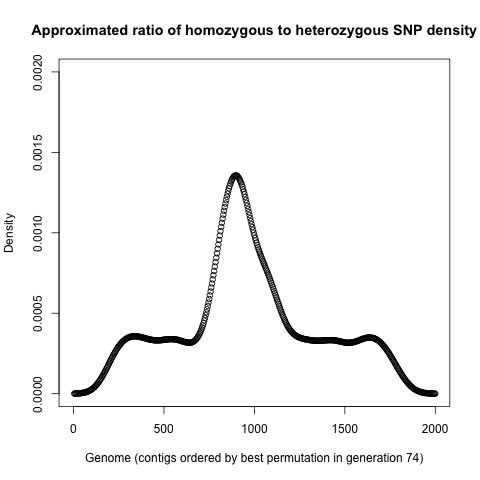 Approximated ratio of homozygous to heterozygous SNP density
0.0020
0.0015
0.0010
0.0005
0.0000
Density
0 500 1000 1500 2000
Genome (contigs ordered by best permutation in generation 74)